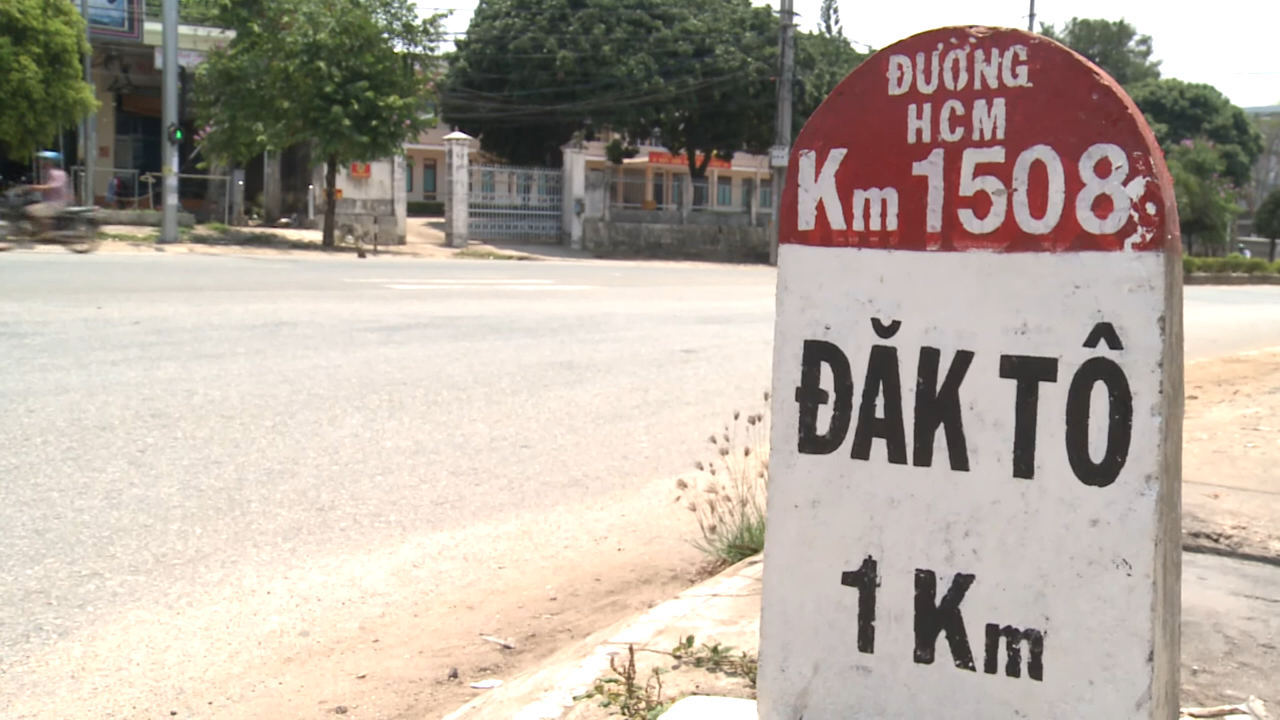 ĐƯỜNG
HCM
Km 1508
ĐĂK TÔ
1 Km